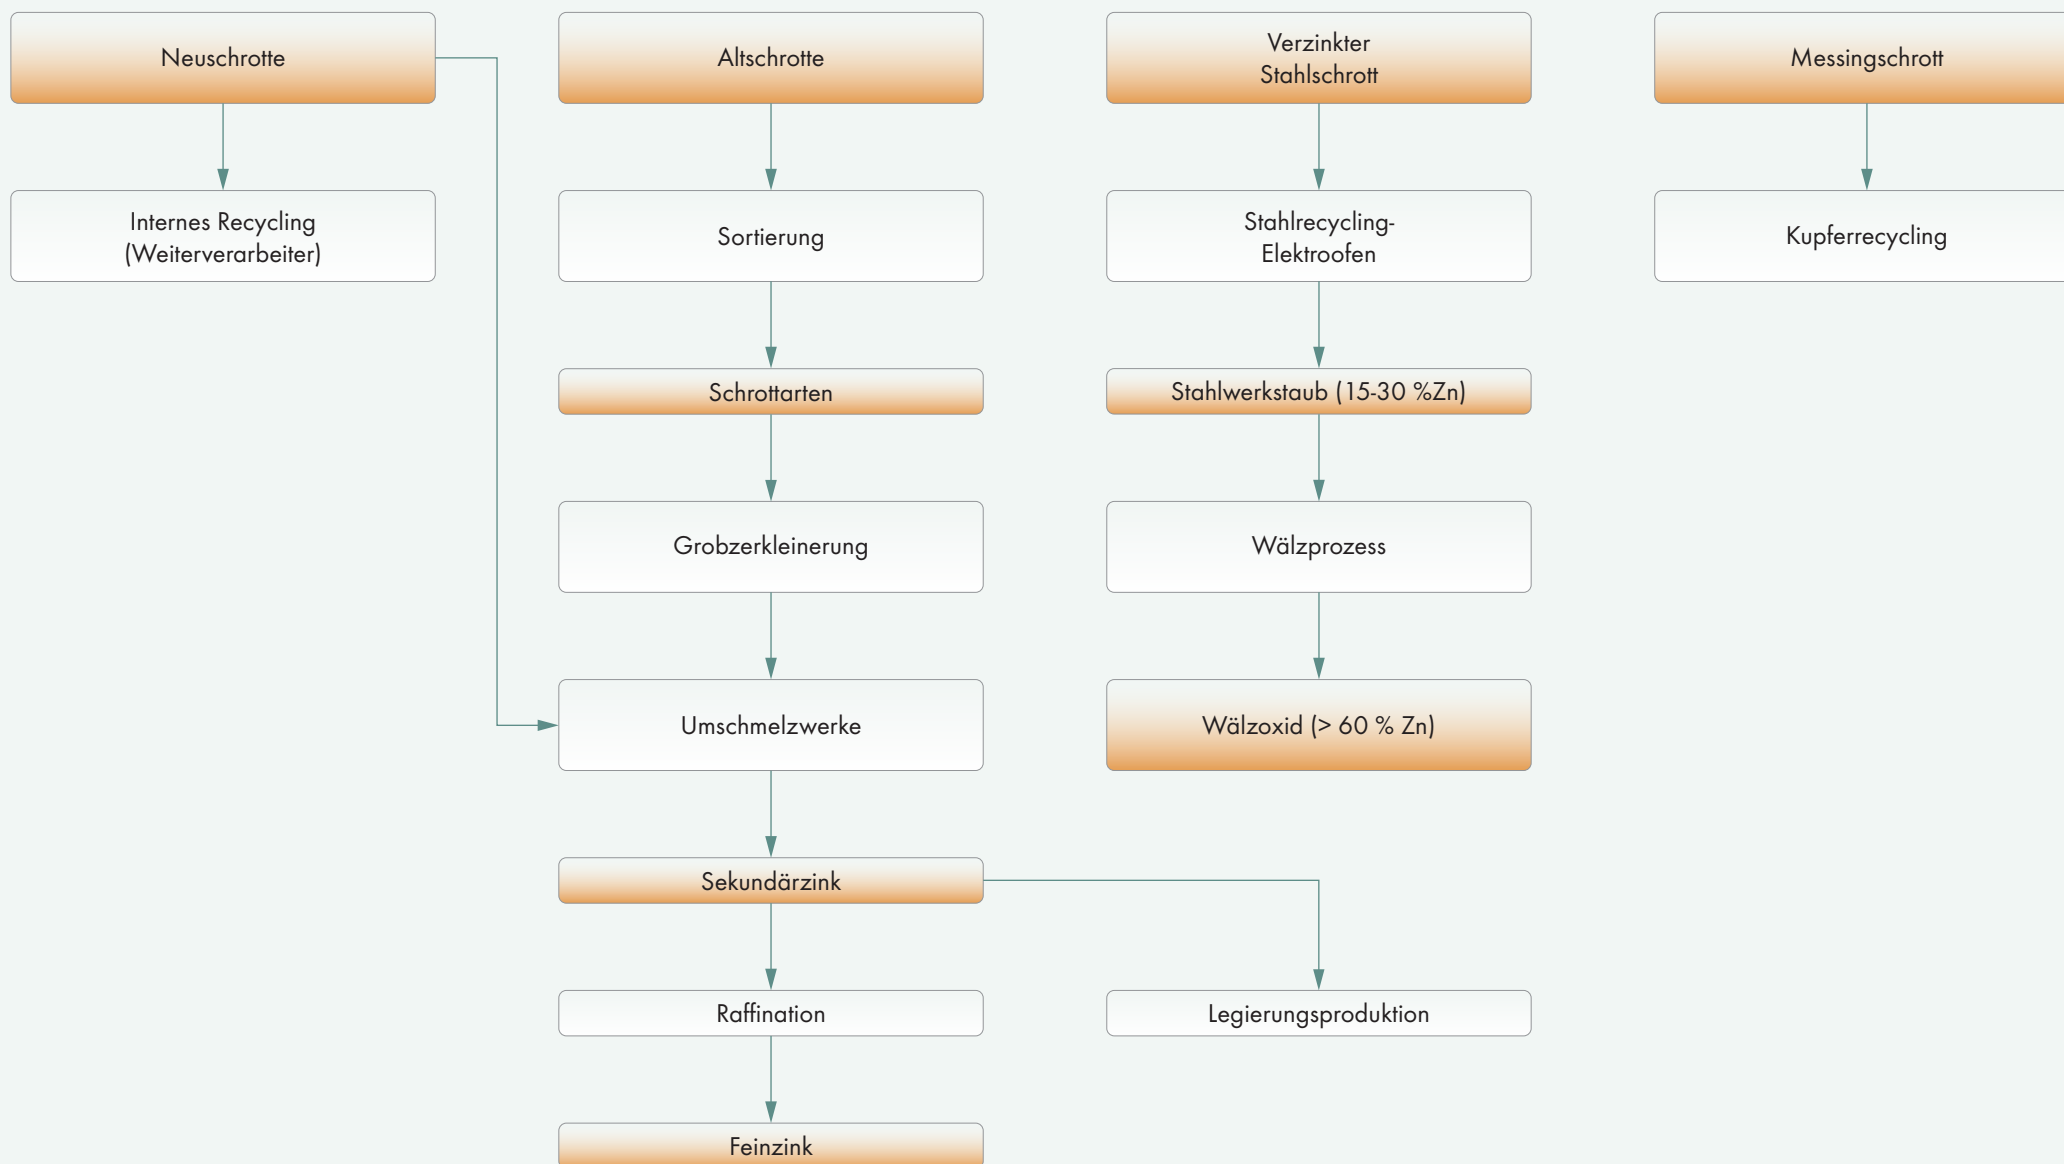 Neuschrotte
Altschrotte
Verzinkter
Stahlschrott
Messingschrott
Internes Recycling
(Weiterverarbeiter)
Sortierung
Stahlrecycling-
Elektroofen
Kupferrecycling
Schrottarten
Stahlwerkstaub (15-30 %Zn)
Grobzerkleinerung
Wälzprozess
Umschmelzwerke
Wälzoxid (> 60 % Zn)
Sekundärzink
Raffination
Legierungsproduktion
Feinzink